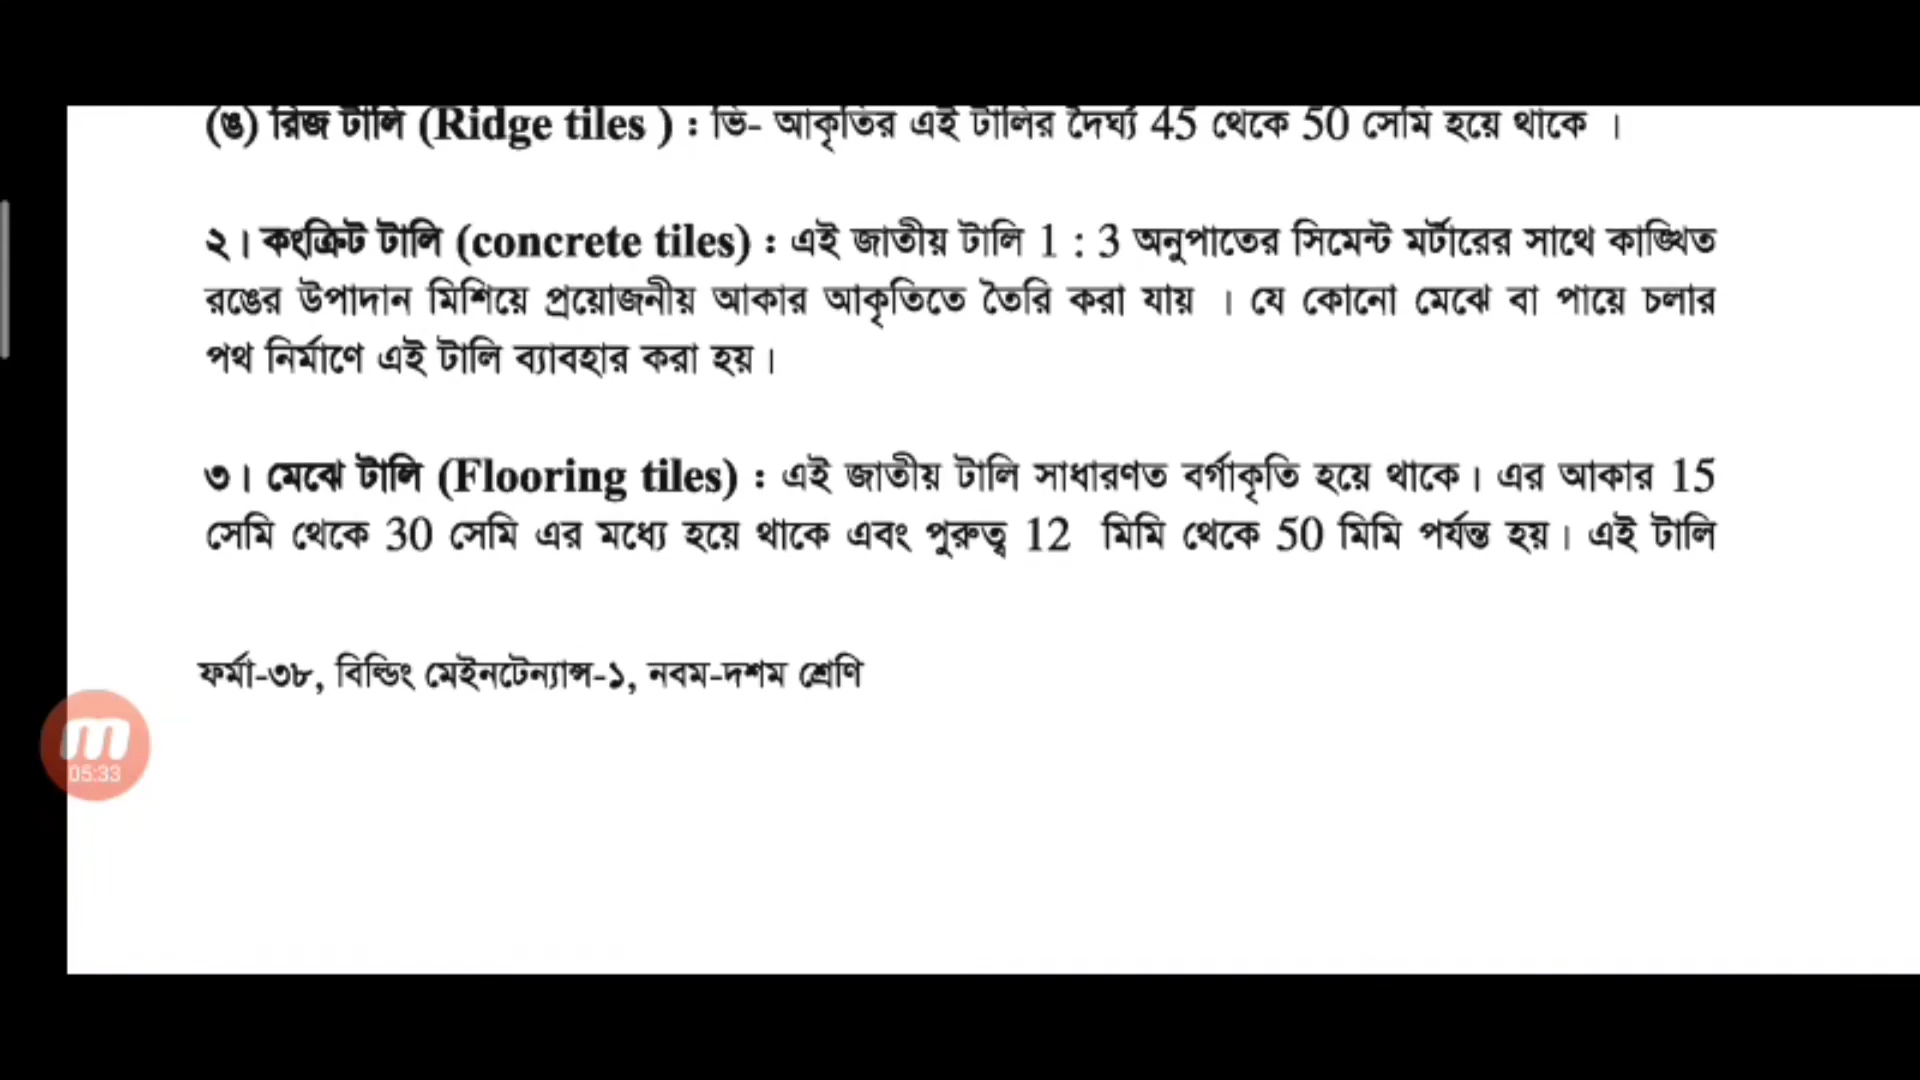 (ঙ) রিজ টালি (Ridge tiles ) : ভি- আকৃতির এই টালির দৈর্ঘ্য 45 থেকে 50 সেমি হয়ে থাকে ।
২। কংক্রিট টালি (concrete tiles) : এই জাতীয় টালি 1 : 3 অনুপাতের সিমেন্ট মর্টারের সাথে কাঙ্খিত
রঙের উপাদান মিশিয়ে প্রয়োজনীয় আকার আকৃতিতে তৈরি করা যায় । যে কোনো মেঝে বা পায়ে চলার
পথ নির্মাণে এই টালি ব্যাবহার করা হয়।
৩। মেঝে টালি (Flooring tiles) : এই জাতীয় টালি সাধারণত বর্গাকৃতি হয়ে থাকে। এর আকার 15
সেমি থেকে 30 সেমি এর মধ্যে হয়ে থাকে এবং পুরুত্ব 12 মিমি থেকে 50 মিমি পর্যন্ত হয়। এই টালি
ফর্মা-৩৮, বিল্ডিং মেইনটেন্যান্স-১, নবম-দশম শ্রেণি
m
05:33